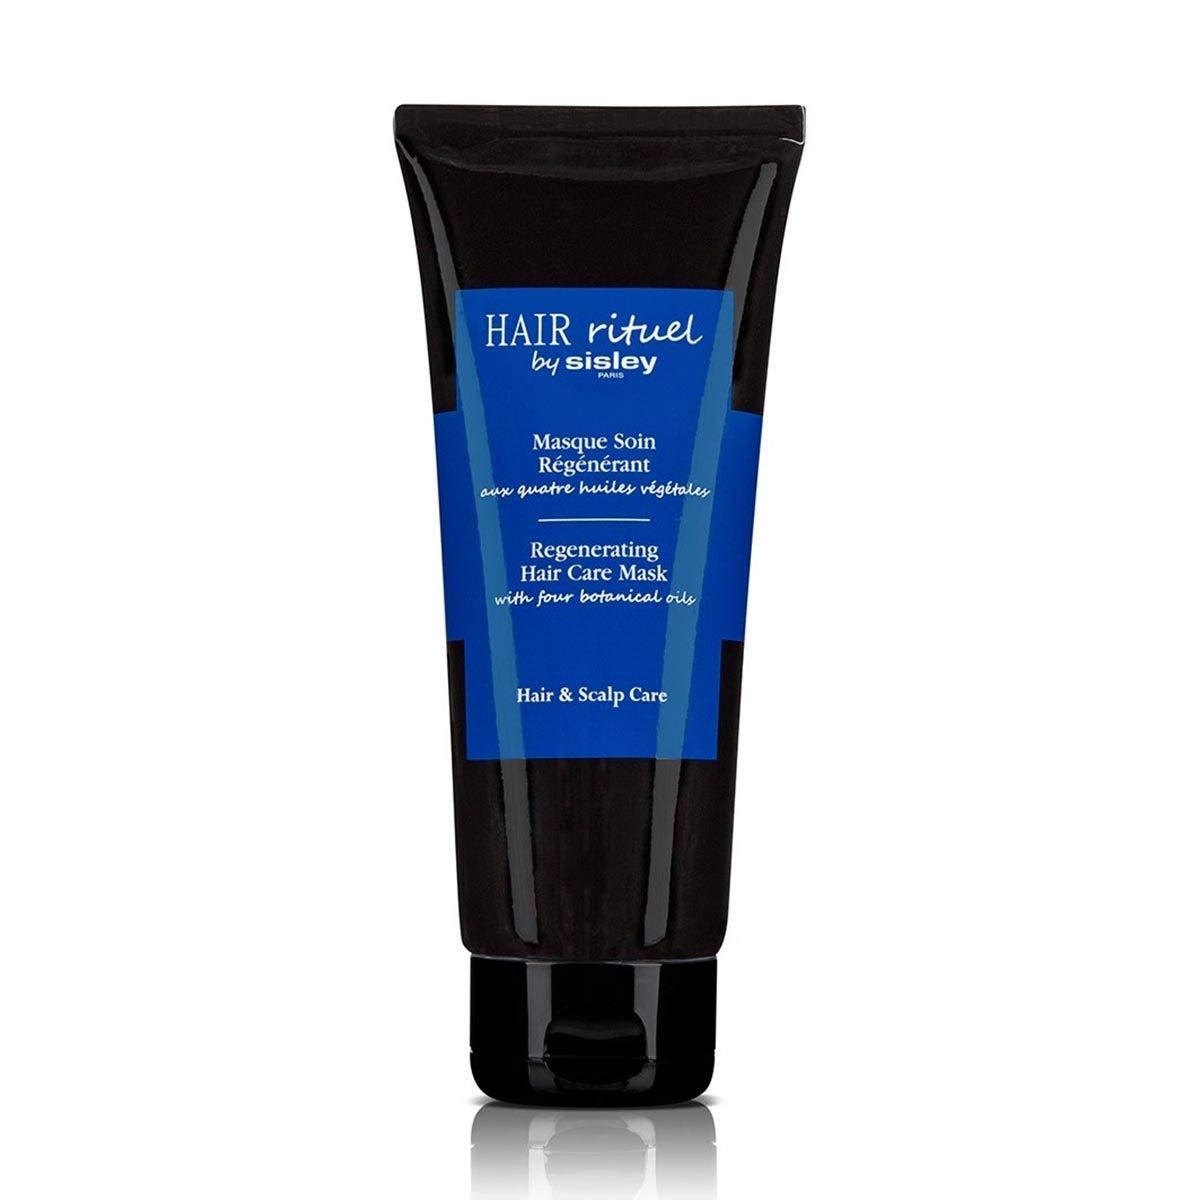 HAIR rituel
by sisley
PARIS
Masque Soin
Régénérant
aux quatre huiles végétales
Regenerating
Hair Care Mask
with four botanical oils
Hair & Scalp Care